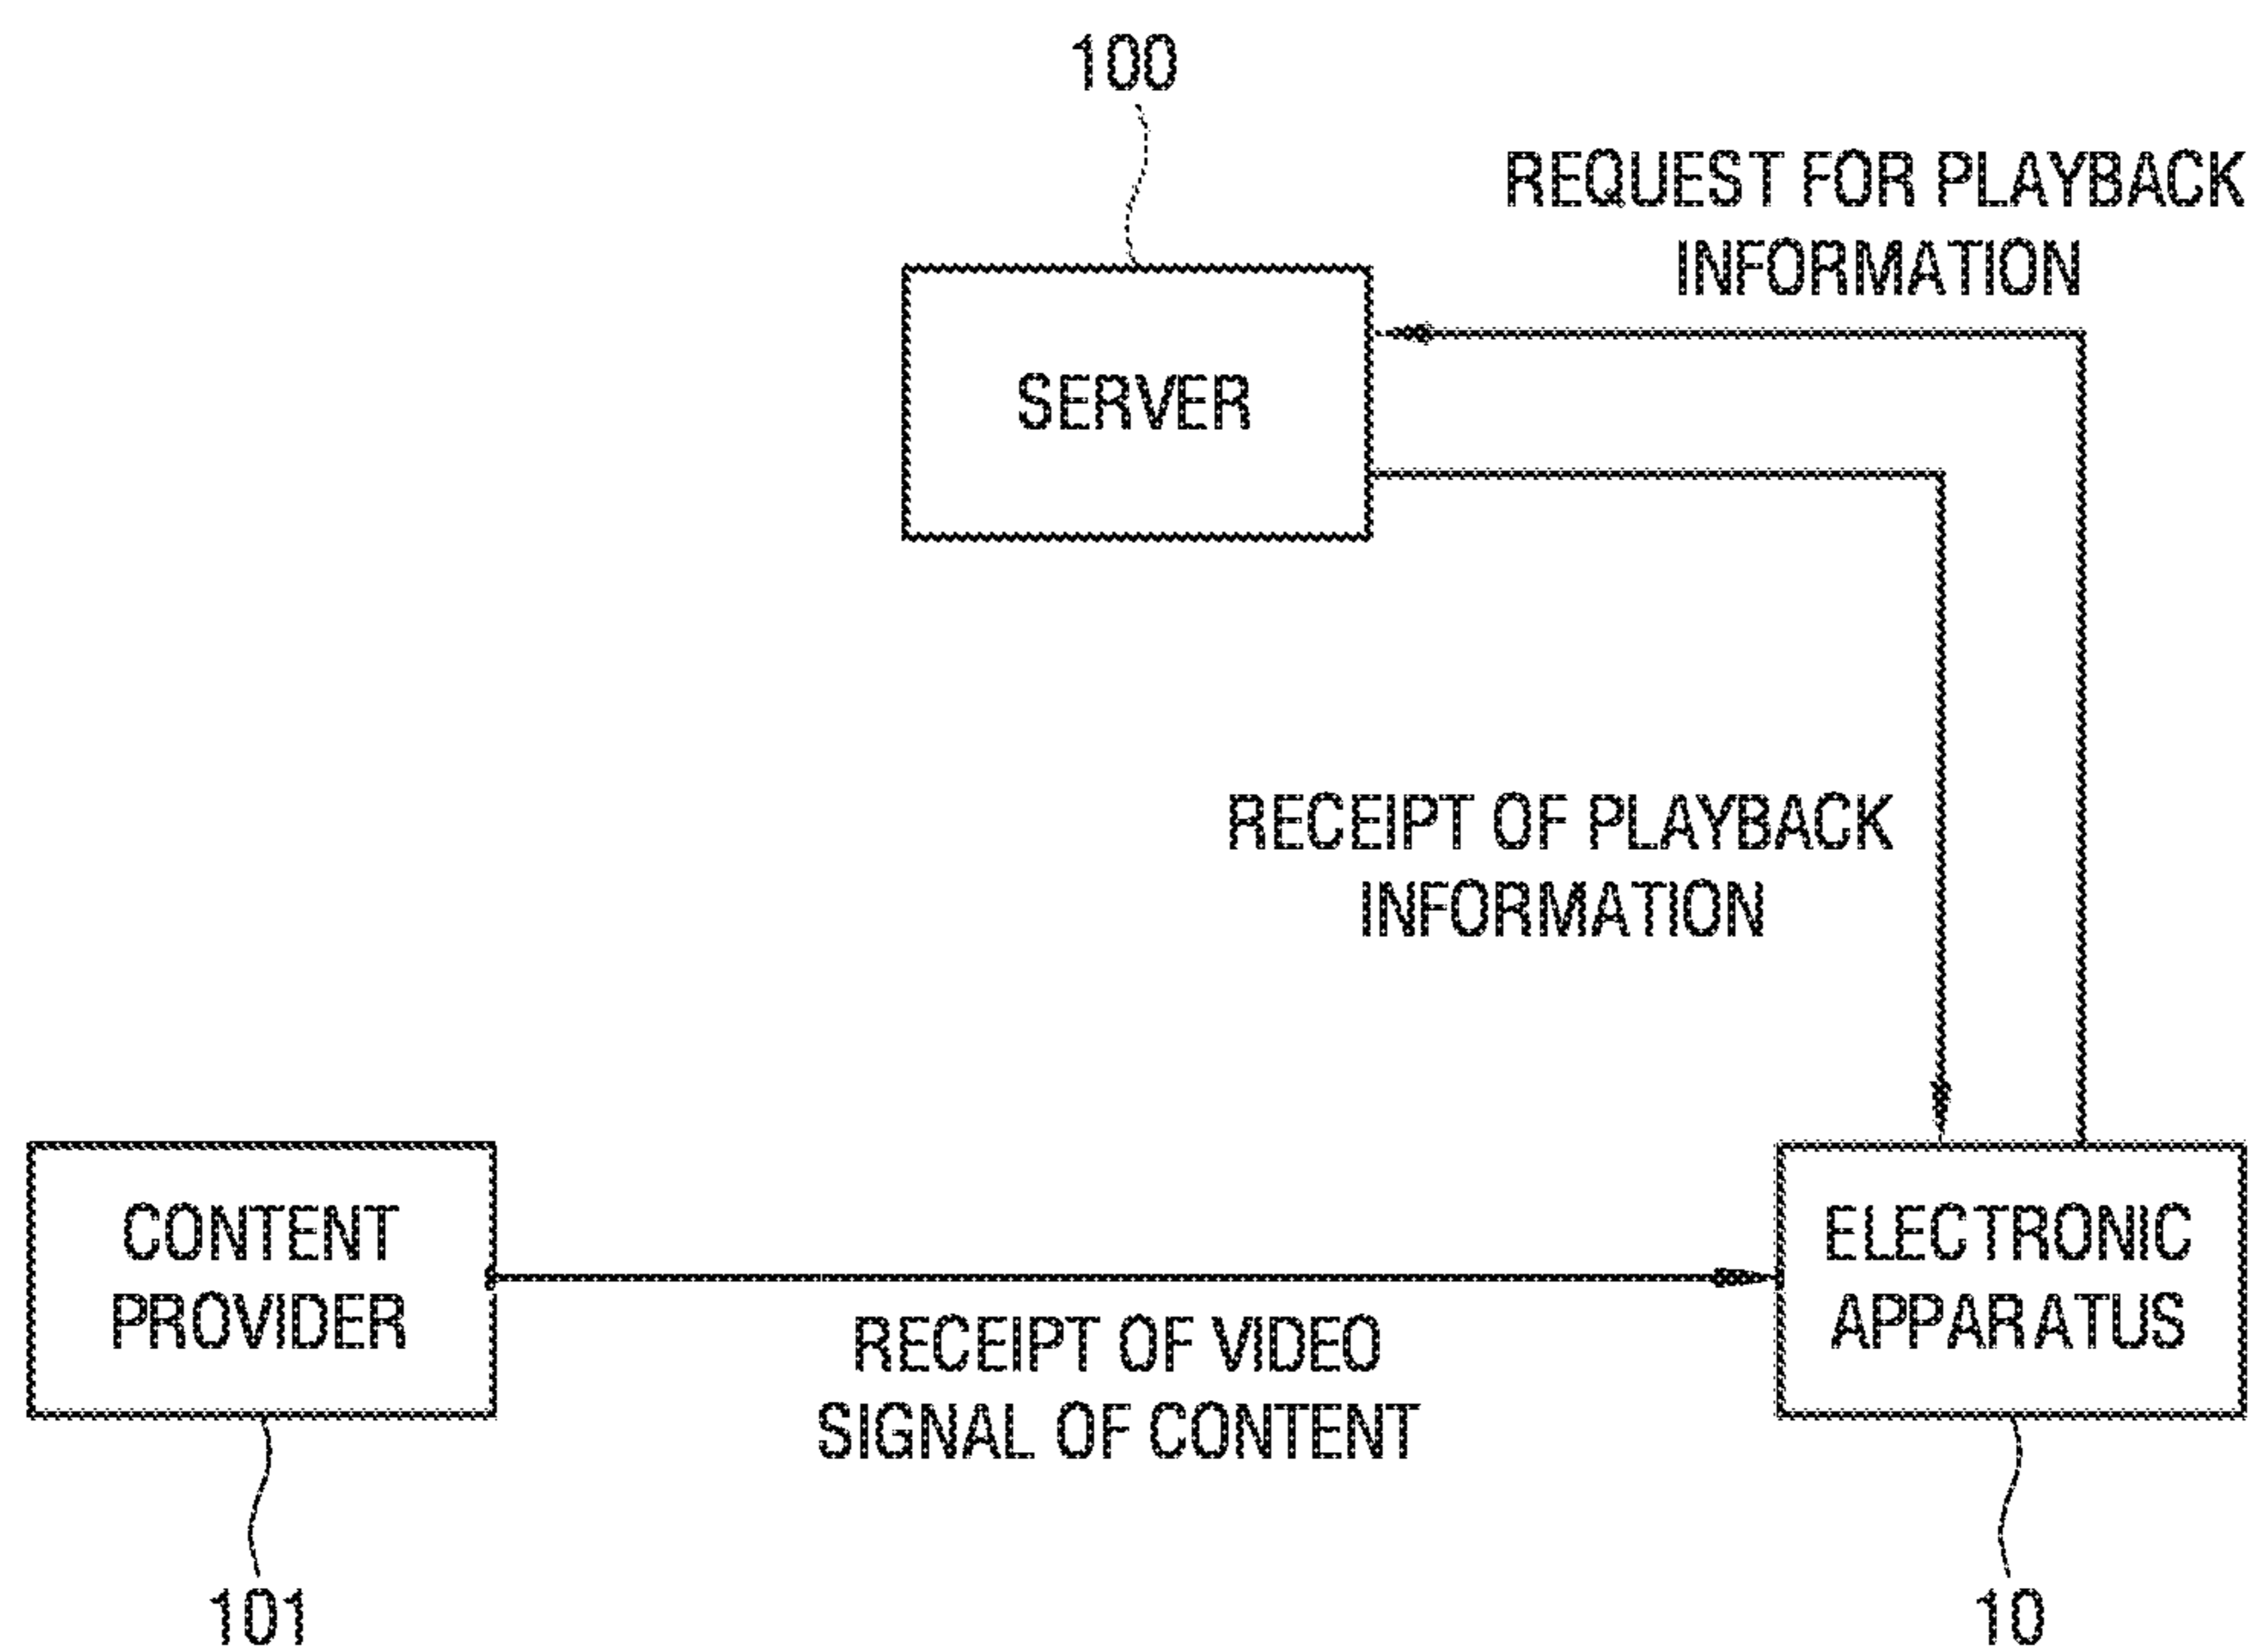 100
REQUEST FOR PLAYBACK
INFORMATION
SERVER
RECEIPT OF PLAYBACK
INFORMATION
CONTENT
PROVIDER
ELECTRONIC
APPARATUS
RECEIPT OF VIDEO
SIGNAL OF CONTENT
101
10